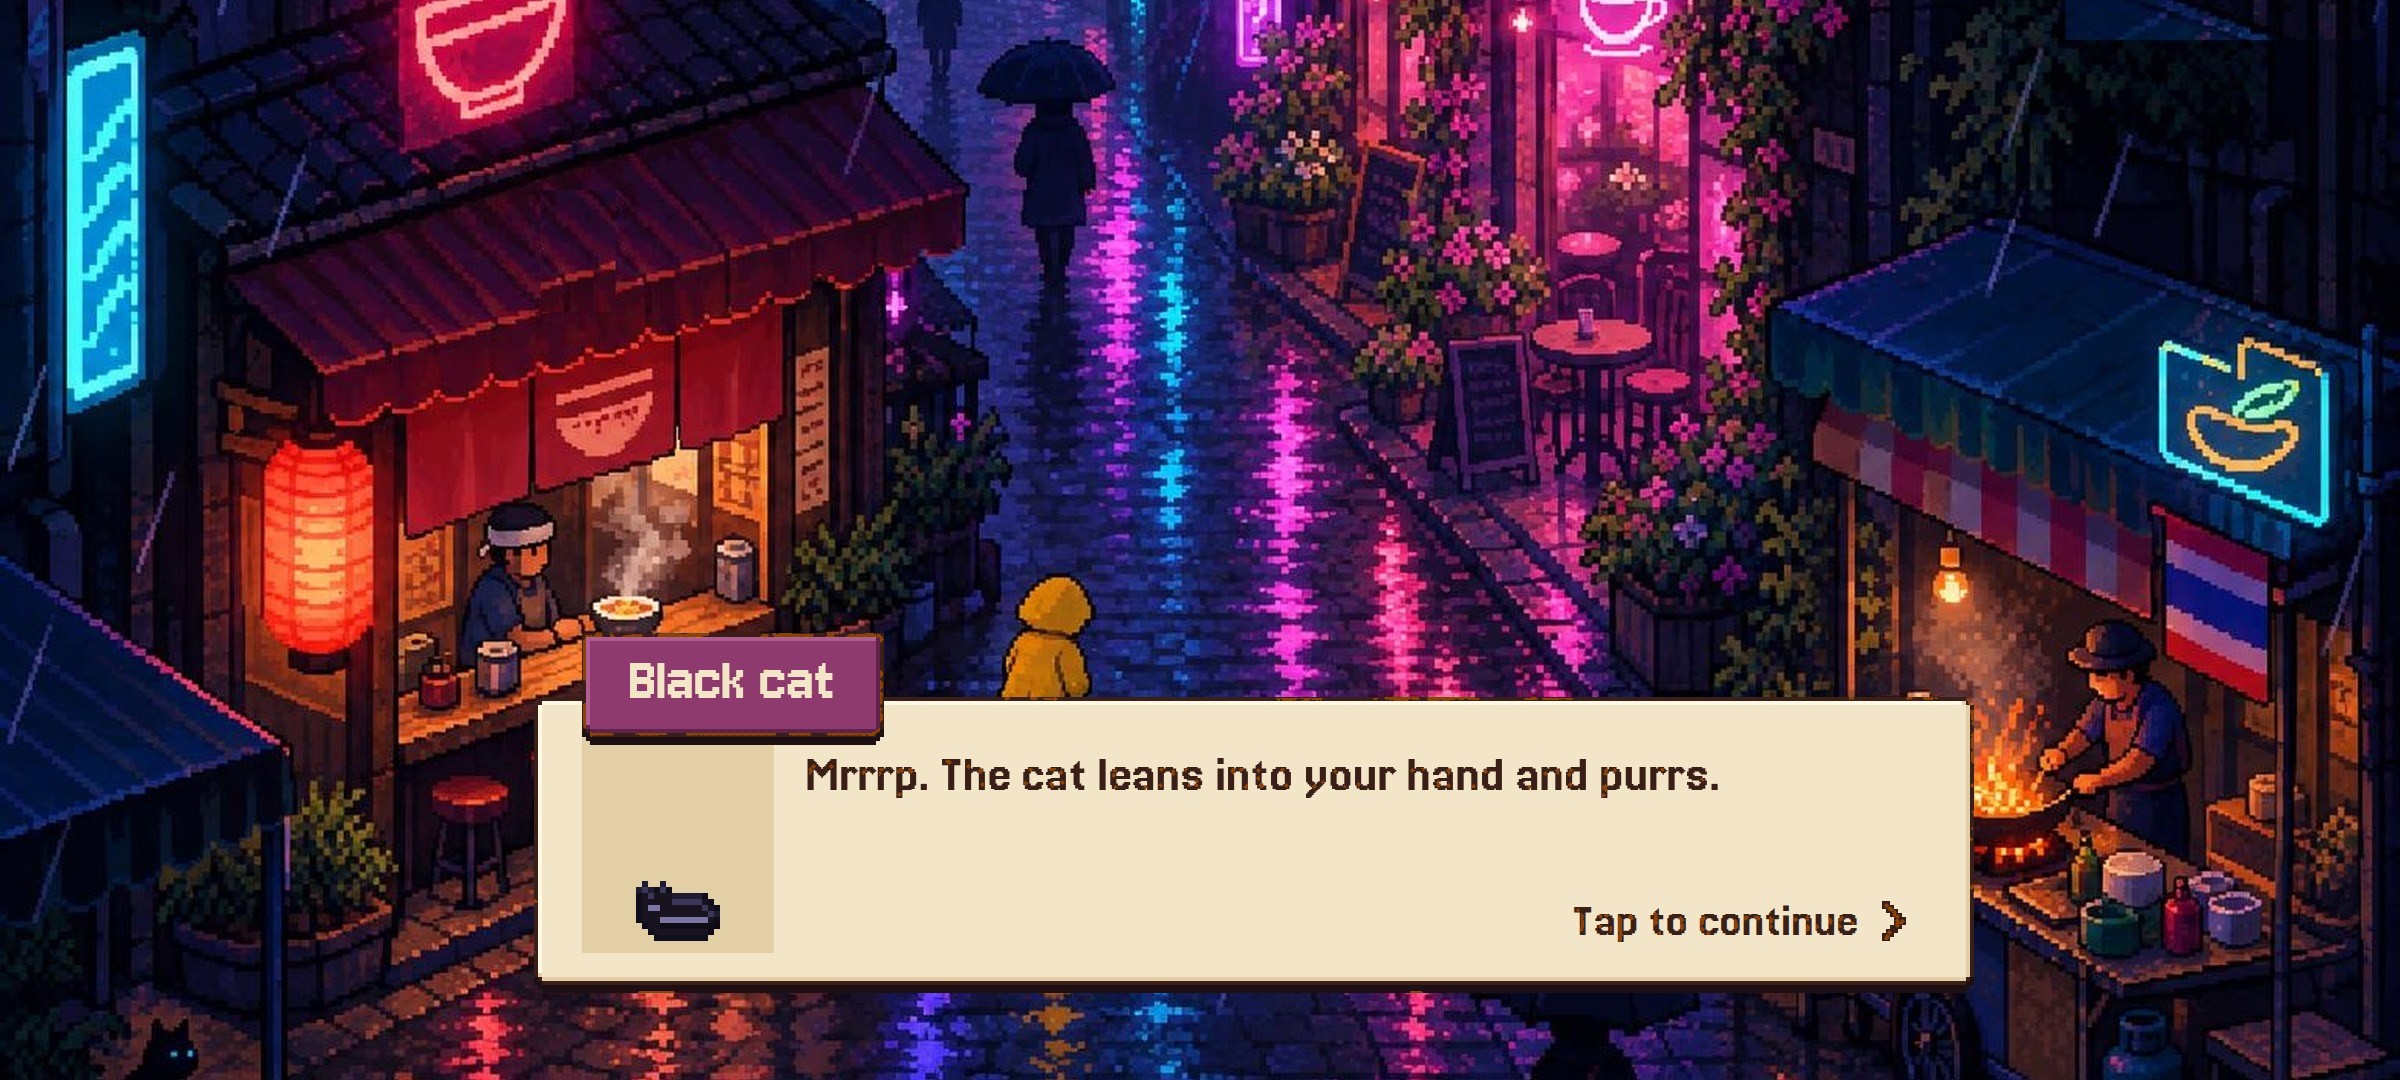 Black cat
Mrrrp. The cat leans into your hand and purrs.
Tap to continue